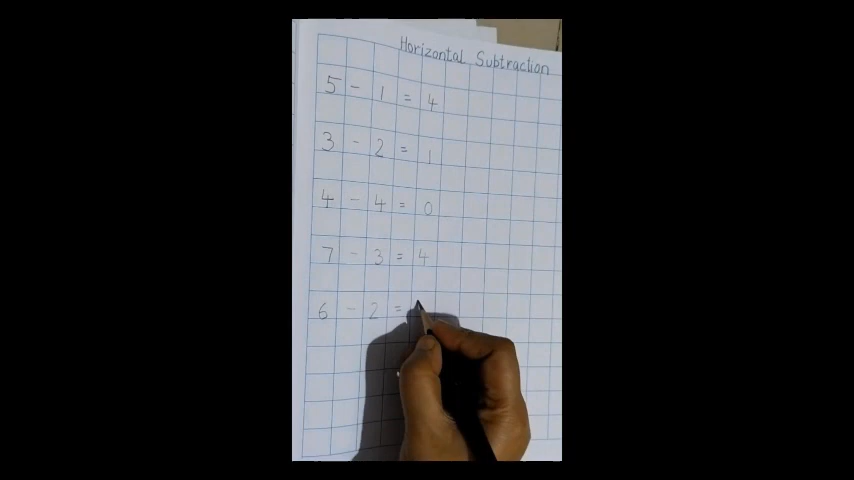 Horizontal Subtraction
5 - 1 = 4
3 - 2 = 1
4 - 4 = 0
7 - 3 = 4
6 - 2 =